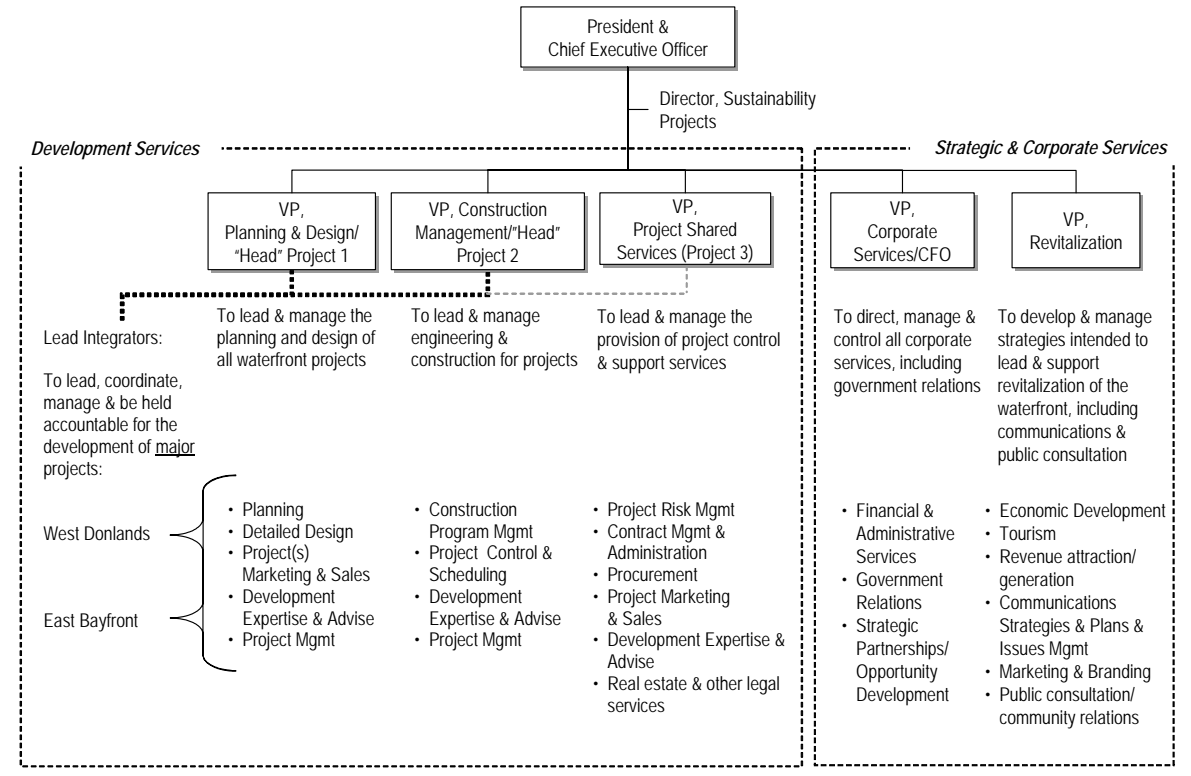 President &
Chief Executive Officer
Director, Sustainability
Projects
Development Services
Strategic & Corporate Services
VP,
Planning & Design/
“Head” Project 1
VP, Construction
Management/”Head”
Project 2
VP,
Project Shared
Services (Project 3)
VP,
Corporate
Services/CFO
VP,
Revitalization
Lead Integrators:
To lead, coordinate,
manage & be held
accountable for the
development of major
projects:
To lead & manage the
planning and design of
all waterfront projects
To lead & manage
engineering &
construction for projects
To lead & manage the
provision of project control
& support services
To direct, manage &
control all corporate
services, including
government relations
To develop & manage
strategies intended to
lead & support
revitalization of the
waterfront, including
communications &
public consultation
West Donlands
East Bayfront
• Planning
• Detailed Design
• Project(s)
Marketing & Sales
• Development
Expertise & Advise
• Project Mgmt
• Construction
Program Mgmt
• Project Control &
Scheduling
• Development
Expertise & Advise
• Project Mgmt
• Project Risk Mgmt
• Contract Mgmt &
Administration
• Procurement
• Project Marketing
& Sales
• Development Expertise &
Advise
• Real estate & other legal
services
• Financial &
Administrative
Services
• Government
Relations
• Strategic
Partnerships/
Opportunity
Development
• Economic Development
• Tourism
• Revenue attraction/
generation
• Communications
Strategies & Plans &
Issues Mgmt
• Marketing & Branding
• Public consultation/
community relations